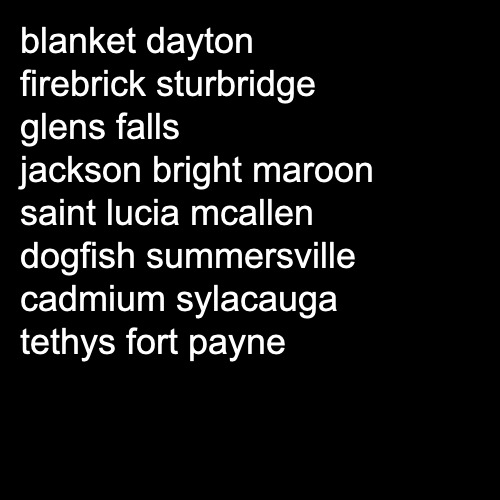 blanket dayton
firebrick sturbridge
glens falls
jackson bright maroon
saint lucia mcallen
dogfish summersville
cadmium sylacauga
tethys fort payne